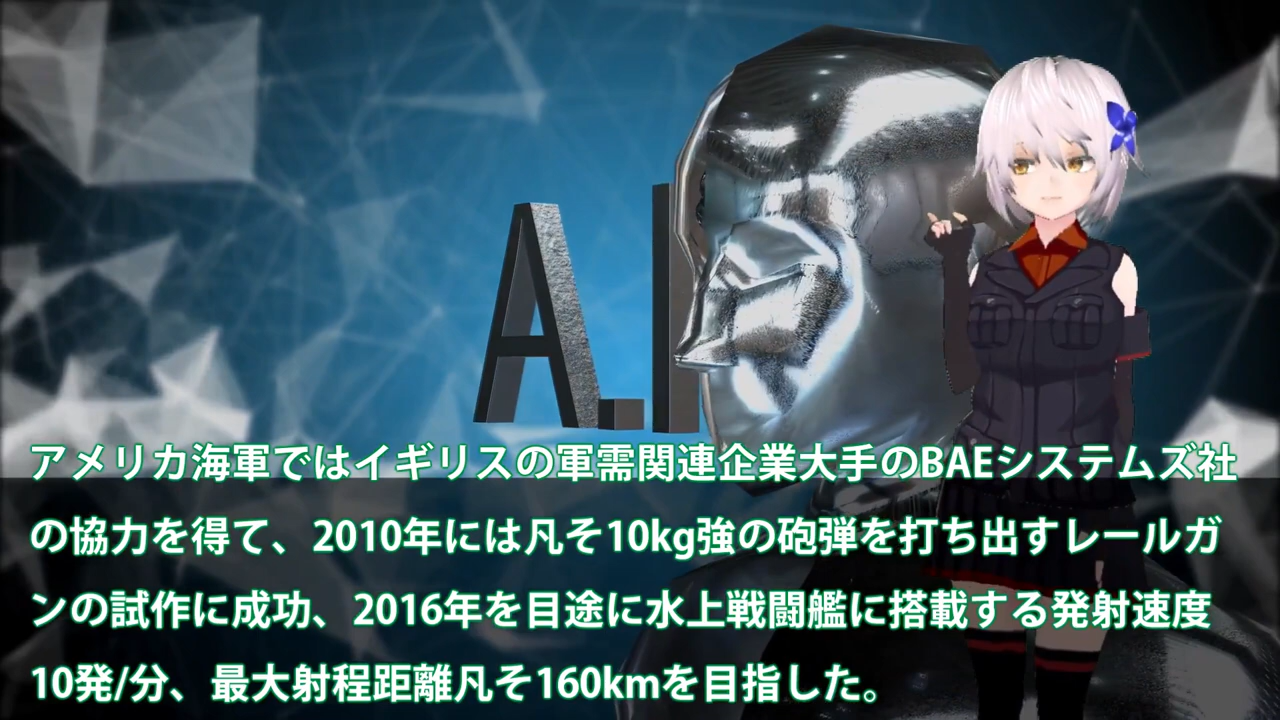 A.I
アメリカ海軍ではイギリスの軍需関連企業大手のBAEシステムズ社
の協力を得て、2010年には凡そ10kg強の砲弾を打ち出すレールガ
ンの試作に成功、2016年を目途に水上戦闘艦に搭載する発射速度
10発/分、最大射程距離凡そ160kmを目指した。